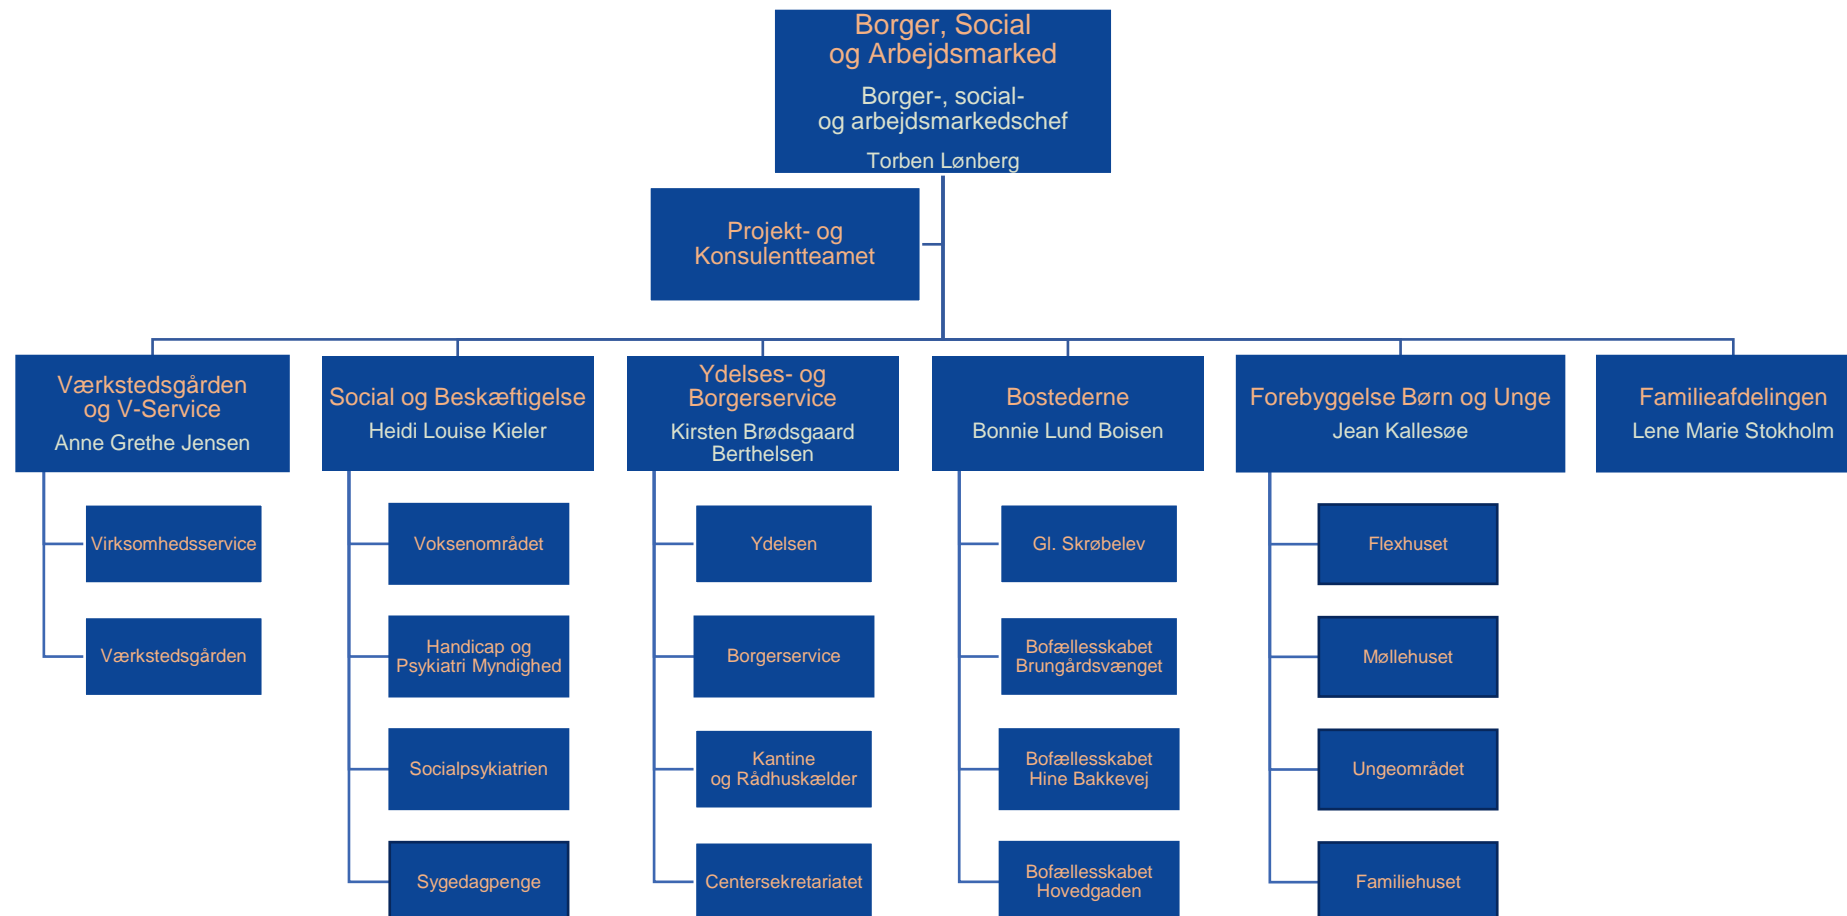 Borger, Social
og Arbejdsmarked
Borger-, social-
og arbejdsmarkedschef
Torben Lønberg
Projekt- og
Konsulentteamet
Værkstedsgården
og V-Service
Anne Grethe Jensen
Virksomhedsservice
Værkstedsgården
Social og Beskæftigelse
Heidi Louise Kieler
Voksenområdet
Handicap og
Psykiatri Myndighed
Socialpsykiatrien
Sygedagpenge
Ydelses- og
Borgerservice
Kirsten Brødsgaard
Berthelsen
Ydelsen
Borgerservice
Kantine
og Rådhuskælder
Centersekretariatet
Bostederne
Bonnie Lund Boisen
Gl. Skrøbelev
Bofællesskabet
Brungårdsvænget
Bofællesskabet
Hine Bakkevej
Bofællesskabet
Hovedgaden
Forebyggelse Børn og Unge
Jean Kallesøe
Flexhuset
Møllehuset
Ungeområdet
Familiehuset
Familieafdelingen
Lene Marie Stokholm